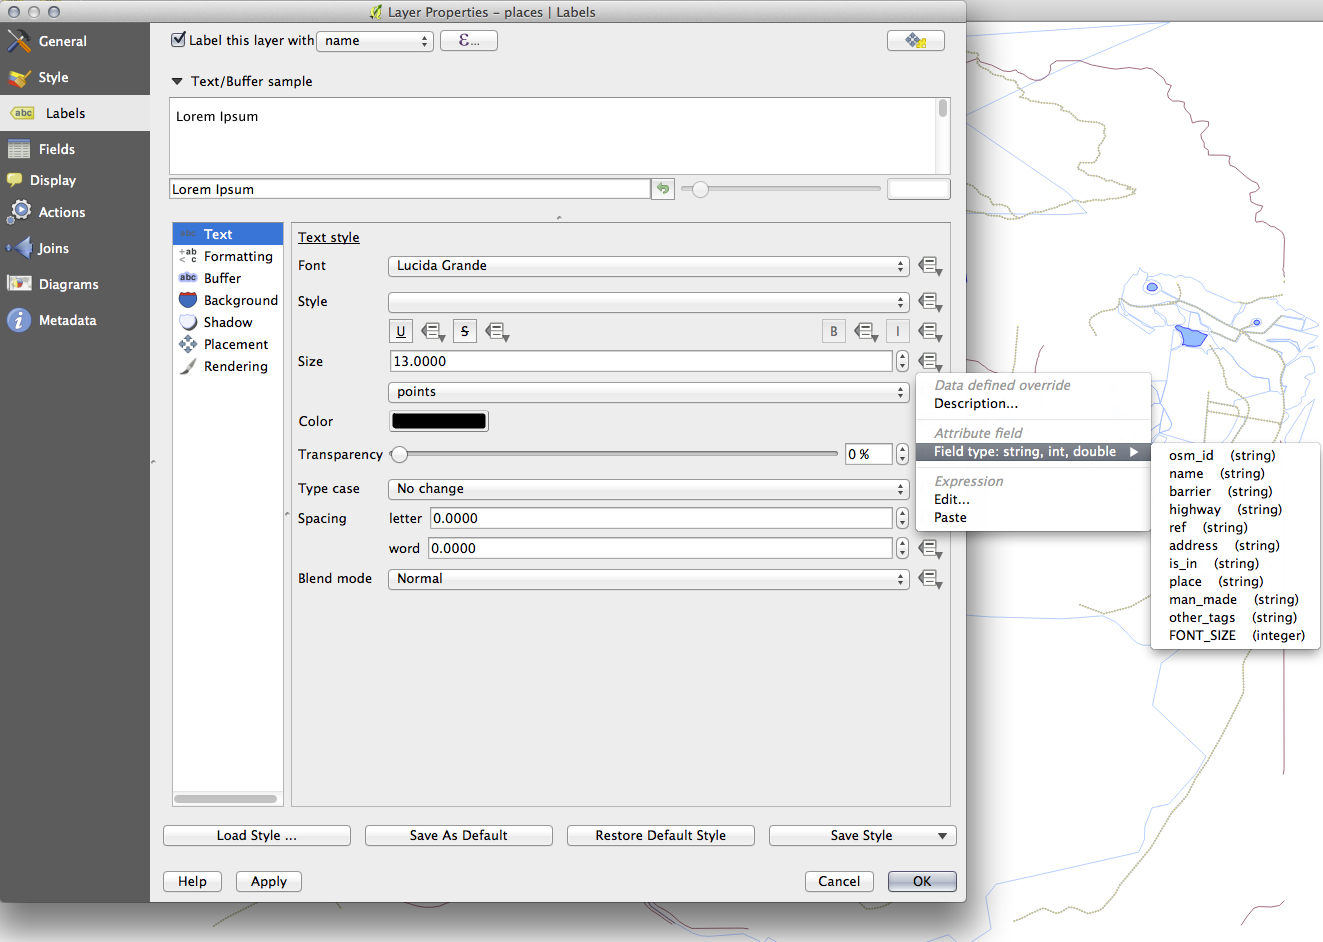 Layer Properties – places | Labels
General
Style
abc Labels
Fields
Display
Actions
Joins
Diagrams
Metadata
Label this layer with name ε...
Text/Buffer sample
Lorem Ipsum
Lorem Ipsum
Text
+ab < c Formatting
abc Buffer
Background
Shadow
Placement
Rendering
Text style
Font Lucida Grande
Style
U S B I
Size 13.0000
points
Color
Transparency 0 %
Type case No change
Spacing letter 0.0000
word 0.0000
Blend mode Normal
Data defined override
Description...
Attribute field
Field type: string, int, double
Expression
Edit...
Paste
osm_id (string)
name (string)
barrier (string)
highway (string)
ref (string)
address (string)
is_in (string)
place (string)
man_made (string)
other_tags (string)
FONT_SIZE (integer)
Load Style ... Save As Default Restore Default Style Save Style
Help Apply Cancel OK